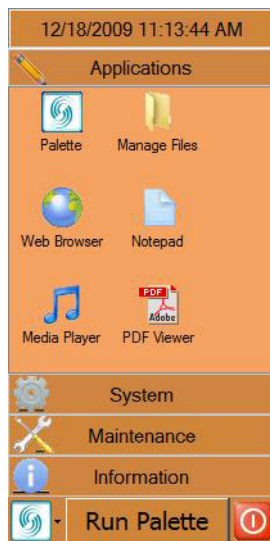 12/18/2009 11:13:44 AM
Applications
Palette Manage Files
Web Browser Notepad
PDF
Adobe
Media Player PDF Viewer
System
Maintenance
Information
Run Palette